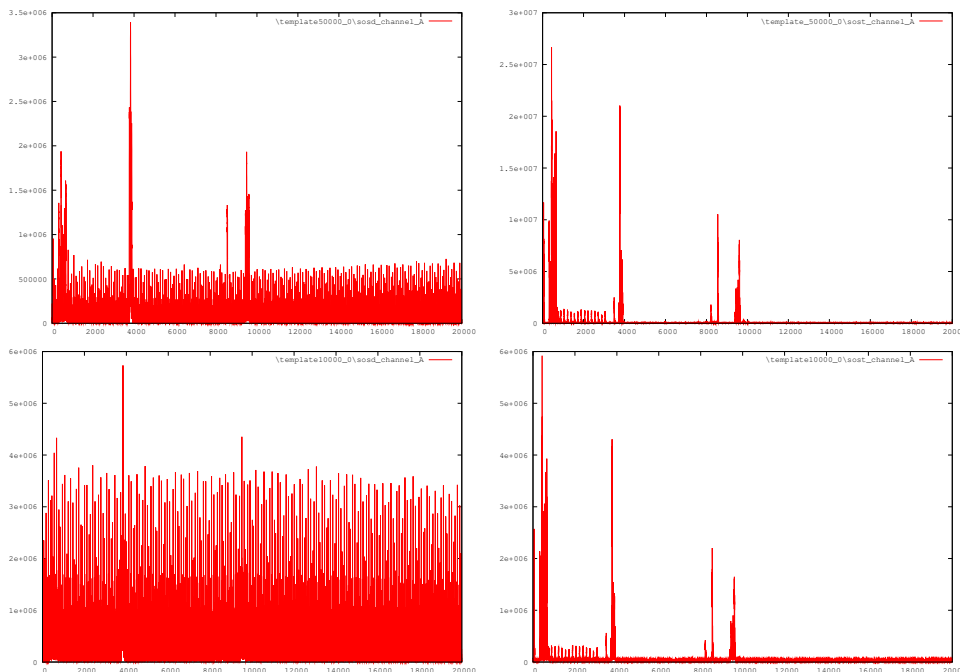 \template50000_0\sosd_channel_A
3.5e+006
3e+006
2.5e+006
2e+006
1.5e+006
1e+006
500000
0
0 2000 4000 6000 8000 10000 12000 14000 16000 18000 20000
\template_50000_0\sost_channel_A
3e+007
2.5e+007
2e+007
1.5e+007
1e+007
5e+006
0
0 2000 4000 6000 8000 10000 12000 14000 16000 18000 20000
\template10000_0\sosd_channel_A
6e+006
5e+006
4e+006
3e+006
2e+006
1e+006
0
0 2000 4000 6000 8000 10000 12000 14000 16000 18000 20000
\template10000_0\sost_channel_A
6e+006
5e+006
4e+006
3e+006
2e+006
1e+006
0
0 2000 4000 6000 8000 10000 12000 14000 16000 18000 20000